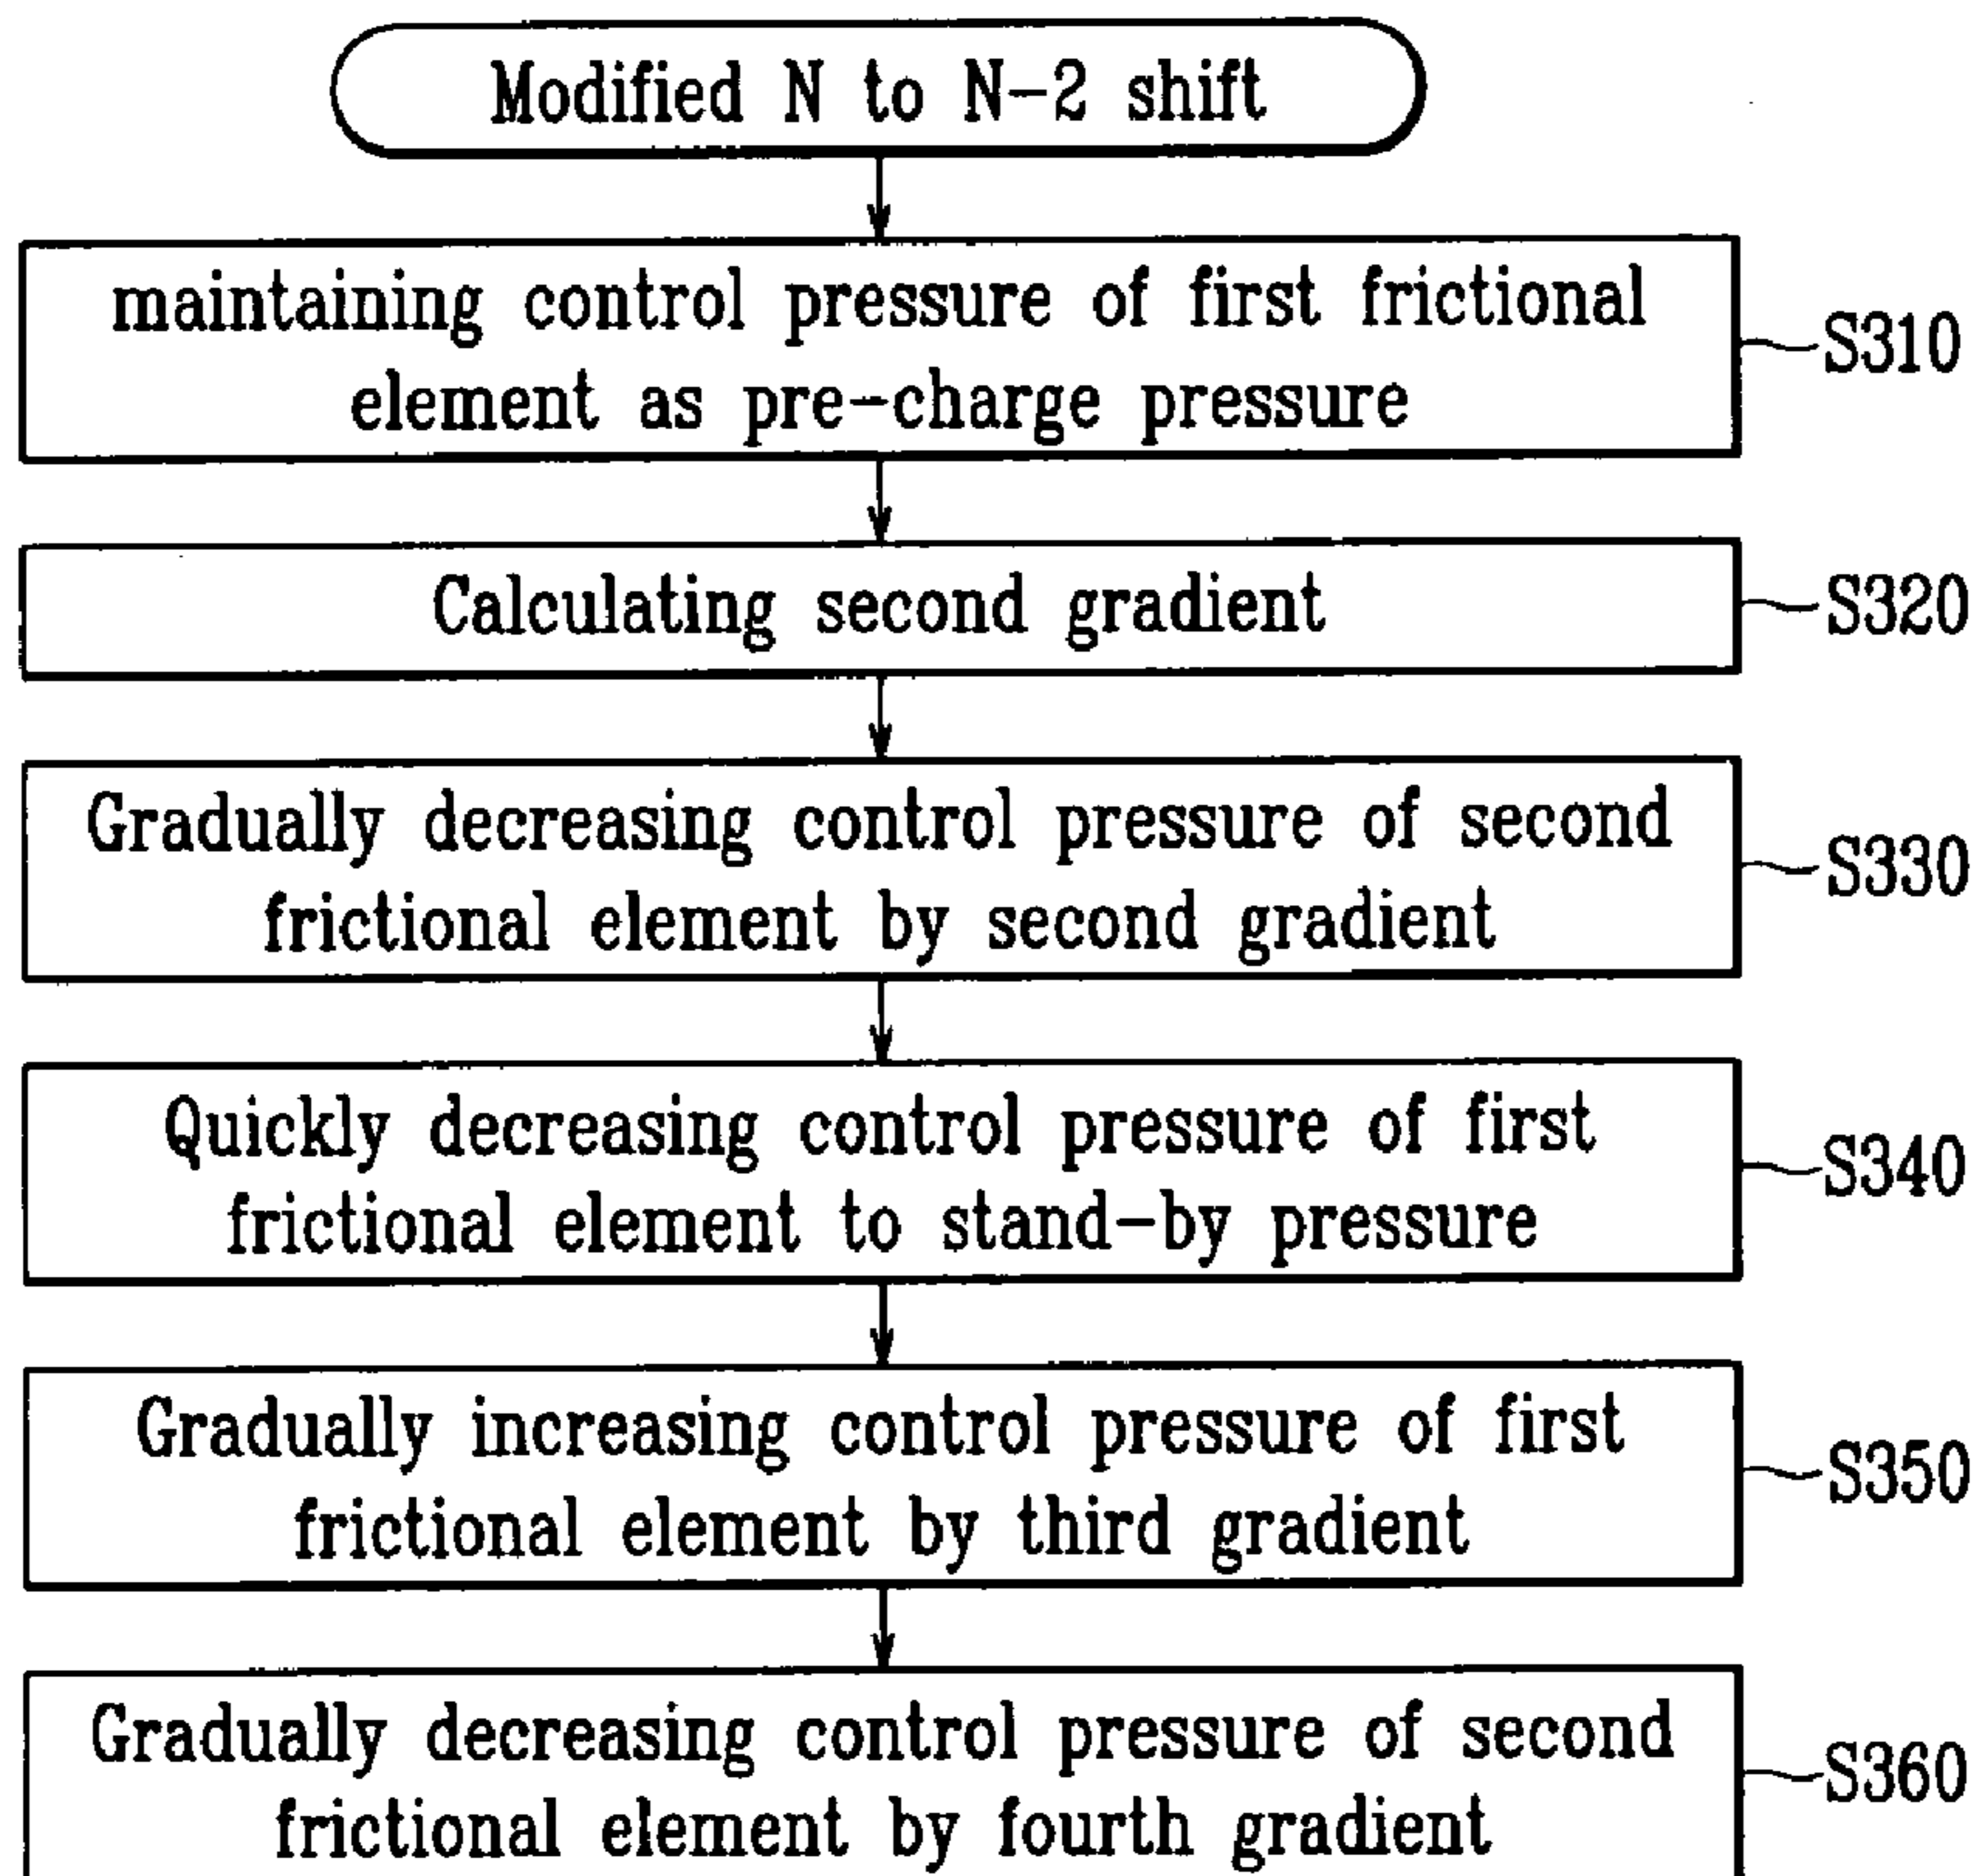 Modified N to N-2 shift
maintaining control pressure of first frictional
element as pre-charge pressure
S310
Calculating second gradient
S320
Gradually decreasing control pressure of second
frictional element by second gradient
S330
Quickly decreasing control pressure of first
frictional element to stand-by pressure
S340
Gradually increasing control pressure of first
frictional element by third gradient
S350
Gradually decreasing control pressure of second
frictional element by fourth gradient
S360